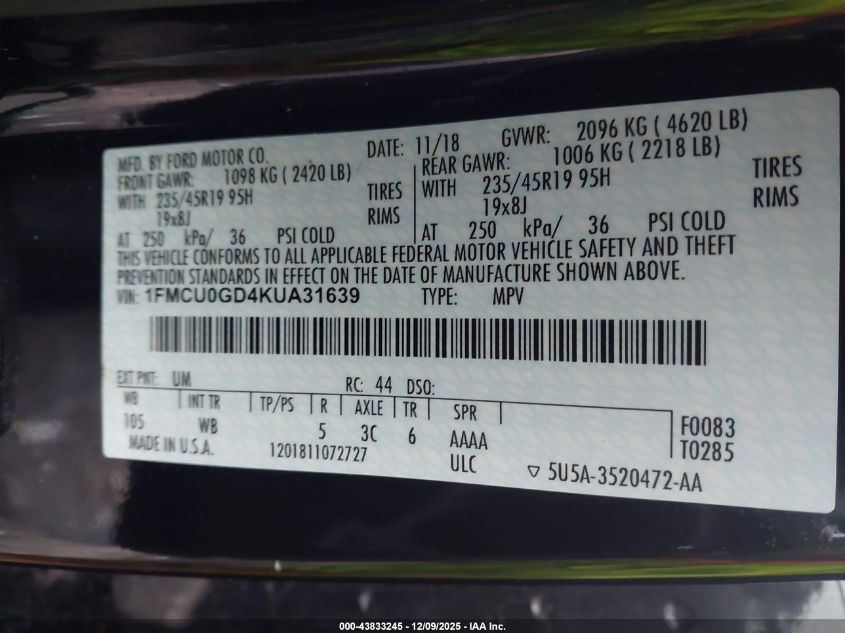 MFD. BY FORD MOTOR CO. DATE: 11/18 GVWR: 2096 KG ( 4620 LB)
FRONT GAWR: 1098 KG ( 2420 LB) REAR GAWR: 1006 KG ( 2218 LB)
WITH 235/45R19 95H TIRES WITH 235/45R19 95H TIRES
19x8J RIMS 19x8J RIMS
AT 250 kPa/ 36 PSI COLD AT 250 kPa/ 36 PSI COLD
THIS VEHICLE CONFORMS TO ALL APPLICABLE FEDERAL MOTOR VEHICLE SAFETY AND THEFT
PREVENTION STANDARDS IN EFFECT ON THE DATE OF MANUFACTURE SHOWN ABOVE.
VIN: 1FMCU0GD4KUA31639 TYPE: MPV
EXT PNT: UM RC: 44 DSO:
WB INT TR TP/PS R AXLE TR SPR
105 WB 5 3C 6 AAAA F0083
MADE IN U.S.A. 1201811072727 ULC T0285
▽ 5U5A-3520472-AA
000-43833245 - 12/09/2025 - IAA Inc.